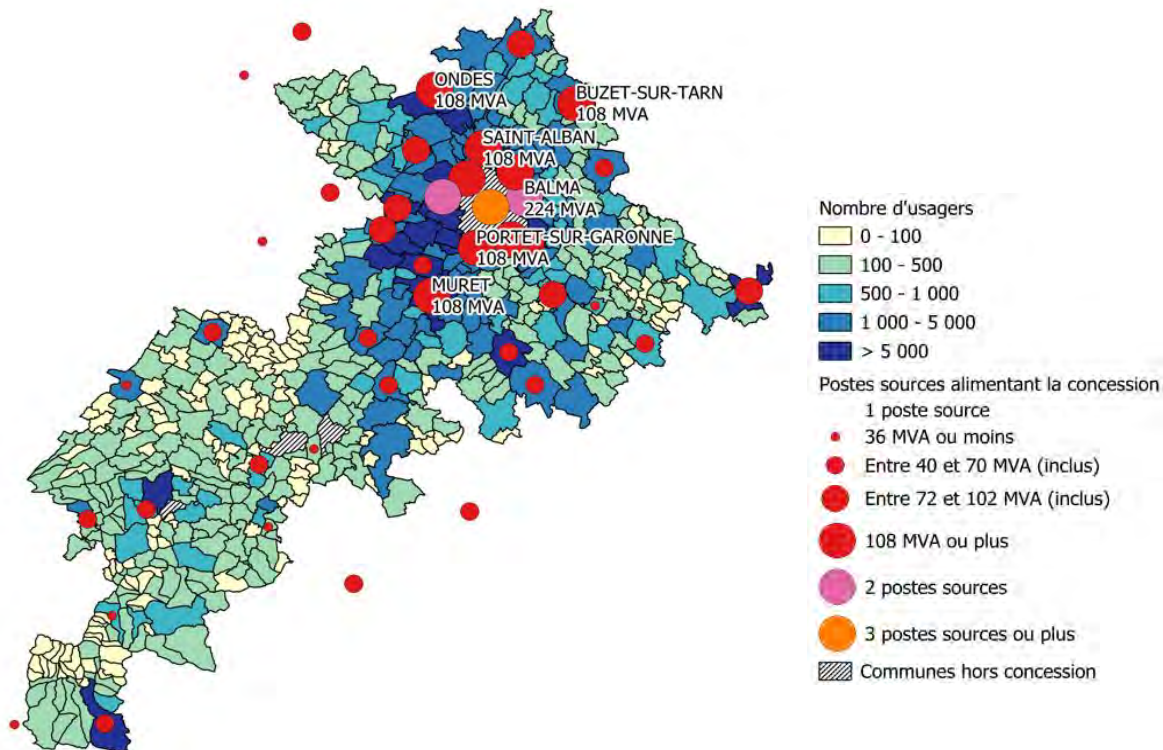 ONDES
108 MVA
BUZET-SUR-TARN
108 MVA
SAINT-ALBAN
108 MVA
BALMA
224 MVA
PORTET-SUR-GARONNE
108 MVA
MURET
108 MVA
Nombre d'usagers
0 - 100
100 - 500
500 - 1 000
1 000 - 5 000
> 5 000
Postes sources alimentant la concession
1 poste source
36 MVA ou moins
Entre 40 et 70 MVA (inclus)
Entre 72 et 102 MVA (inclus)
108 MVA ou plus
2 postes sources
3 postes sources ou plus
Communes hors concession